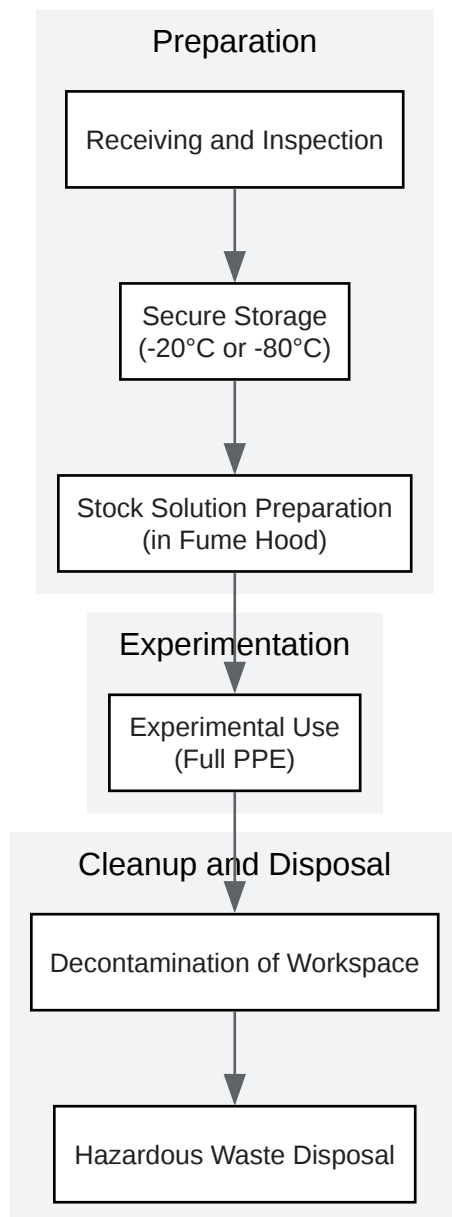 Preparation
Receiving and Inspection
Secure Storage
(-20°C or -80°C)
Stock Solution Preparation
(in Fume Hood)
Experimentation
Experimental Use
(Full PPE)
Cleanup and Disposal
Decontamination of Workspace
Hazardous Waste Disposal